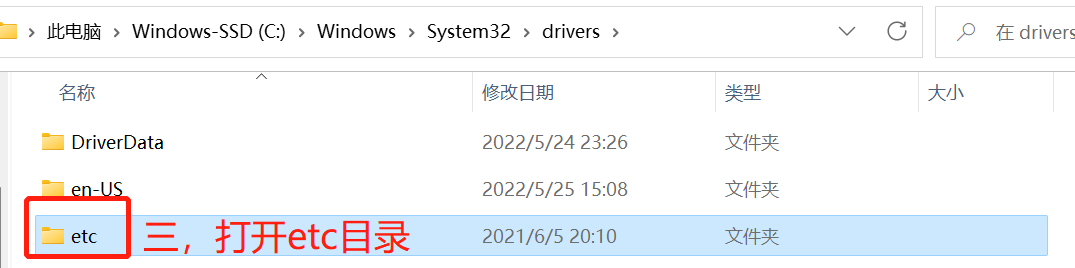 此电脑 › Windows-SSD (C:) › Windows › System32 › drivers ›
在 drivers
名称 修改日期 类型 大小
DriverData 2022/5/24 23:26 文件夹
en-US 2022/5/25 15:08 文件夹
etc 三，打开etc目录 2021/6/5 20:10 文件夹